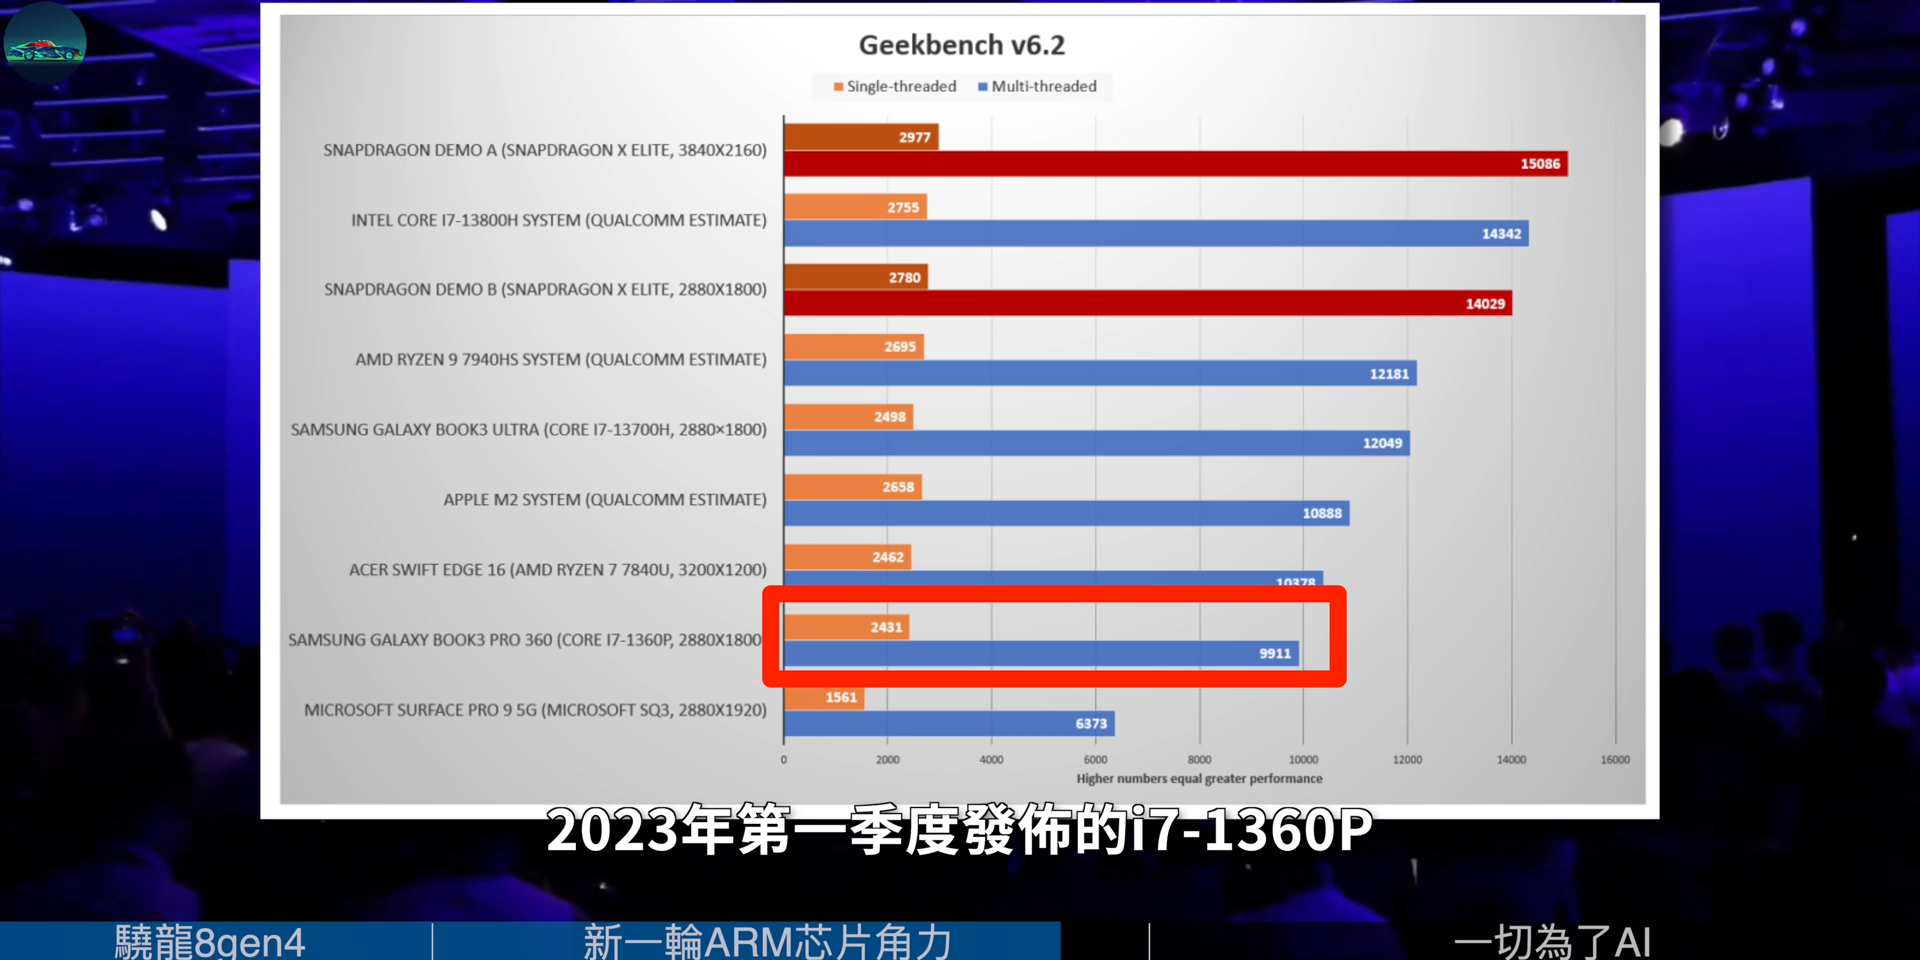 Geekbench v6.2
Single-threaded Multi-threaded
SNAPDRAGON DEMO A (SNAPDRAGON X ELITE, 3840X2160) 2977
15086
INTEL CORE I7-13800H SYSTEM (QUALCOMM ESTIMATE) 2755
14342
SNAPDRAGON DEMO B (SNAPDRAGON X ELITE, 2880X1800) 2780
14029
AMD RYZEN 9 7940HS SYSTEM (QUALCOMM ESTIMATE) 2695
12181
SAMSUNG GALAXY BOOK3 ULTRA (CORE I7-13700H, 2880×1800) 2498
12049
APPLE M2 SYSTEM (QUALCOMM ESTIMATE) 2658
10888
ACER SWIFT EDGE 16 (AMD RYZEN 7 7840U, 3200X1200) 2462
10378
SAMSUNG GALAXY BOOK3 PRO 360 (CORE I7-1360P, 2880X1800 2431
9911
MICROSOFT SURFACE PRO 9 5G (MICROSOFT SQ3, 2880X1920) 1561
6373
0 2000 4000 6000 8000 10000 12000 14000 16000
Higher numbers equal greater performance
2023年第一季度發佈的i7-1360P
驍龍8gen4 新一輪ARM芯片角力 一切為了AI